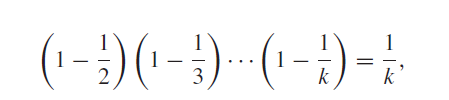 (1 − 1/2)(1 − 1/3)⋯(1 − 1/k) = 1/k,